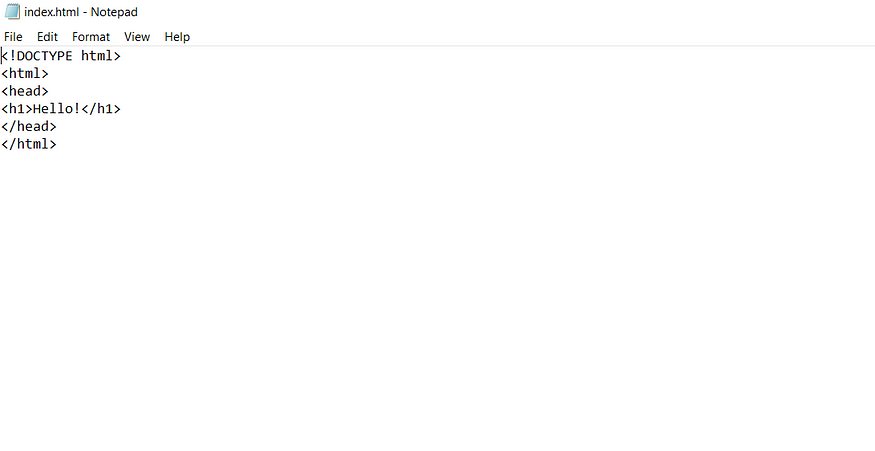 index.html - Notepad
File Edit Format View Help
<!DOCTYPE html>
<html>
<head>
<h1>Hello!</h1>
</head>
</html>